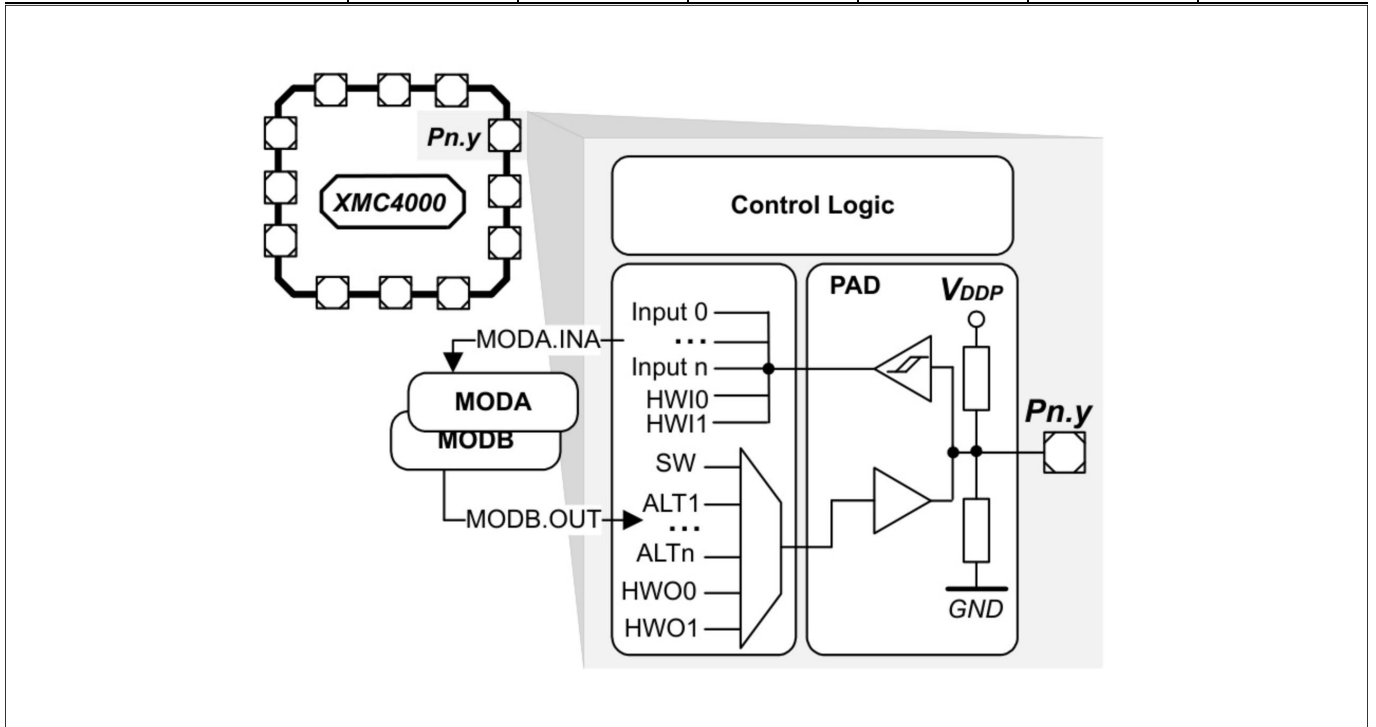 Pn.y
XMC4000
Control Logic
PAD
VDDP
Input 0
...
Input n
HWI0
HWI1
MODA.INA
MODA
MODB
Pn.y
SW
ALT1
...
ALTn
HWO0
HWO1
MODB.OUT
GND